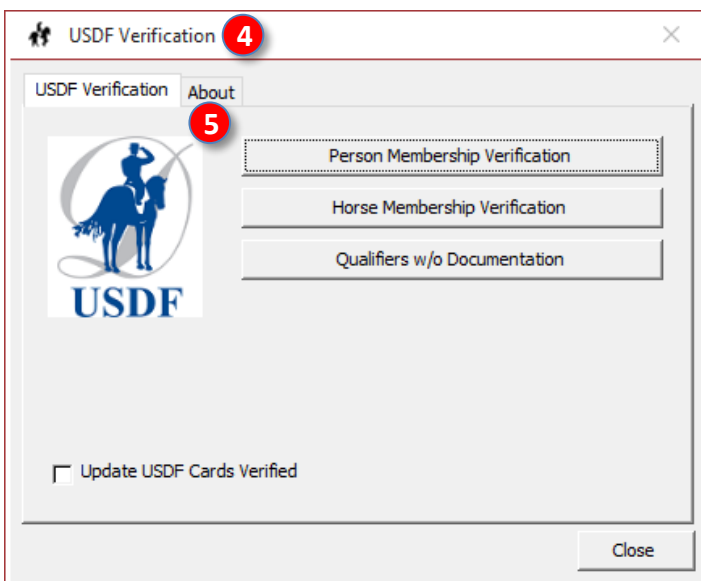 USDF Verification 4
USDF Verification About
5
Person Membership Verification
Horse Membership Verification
Qualifiers w/o Documentation
USDF
Update USDF Cards Verified
Close